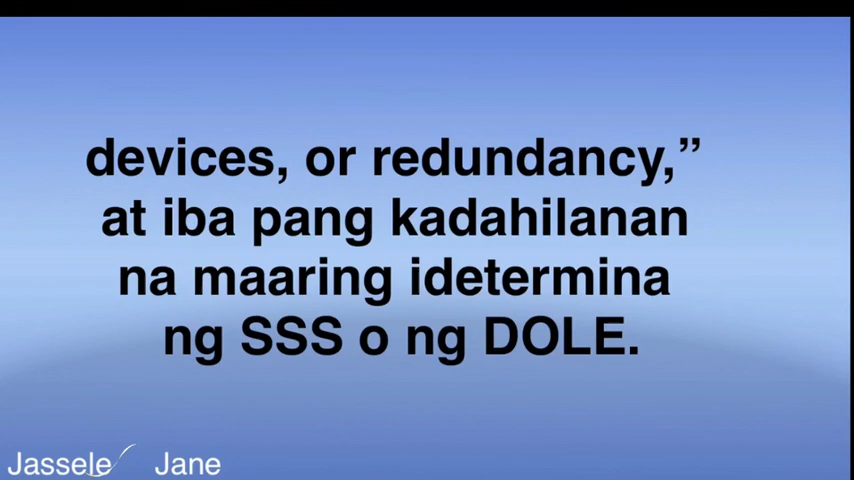 devices, or redundancy,”
at iba pang kadahilanan
na maaring idetermina
ng SSS o ng DOLE.
Jassele Jane